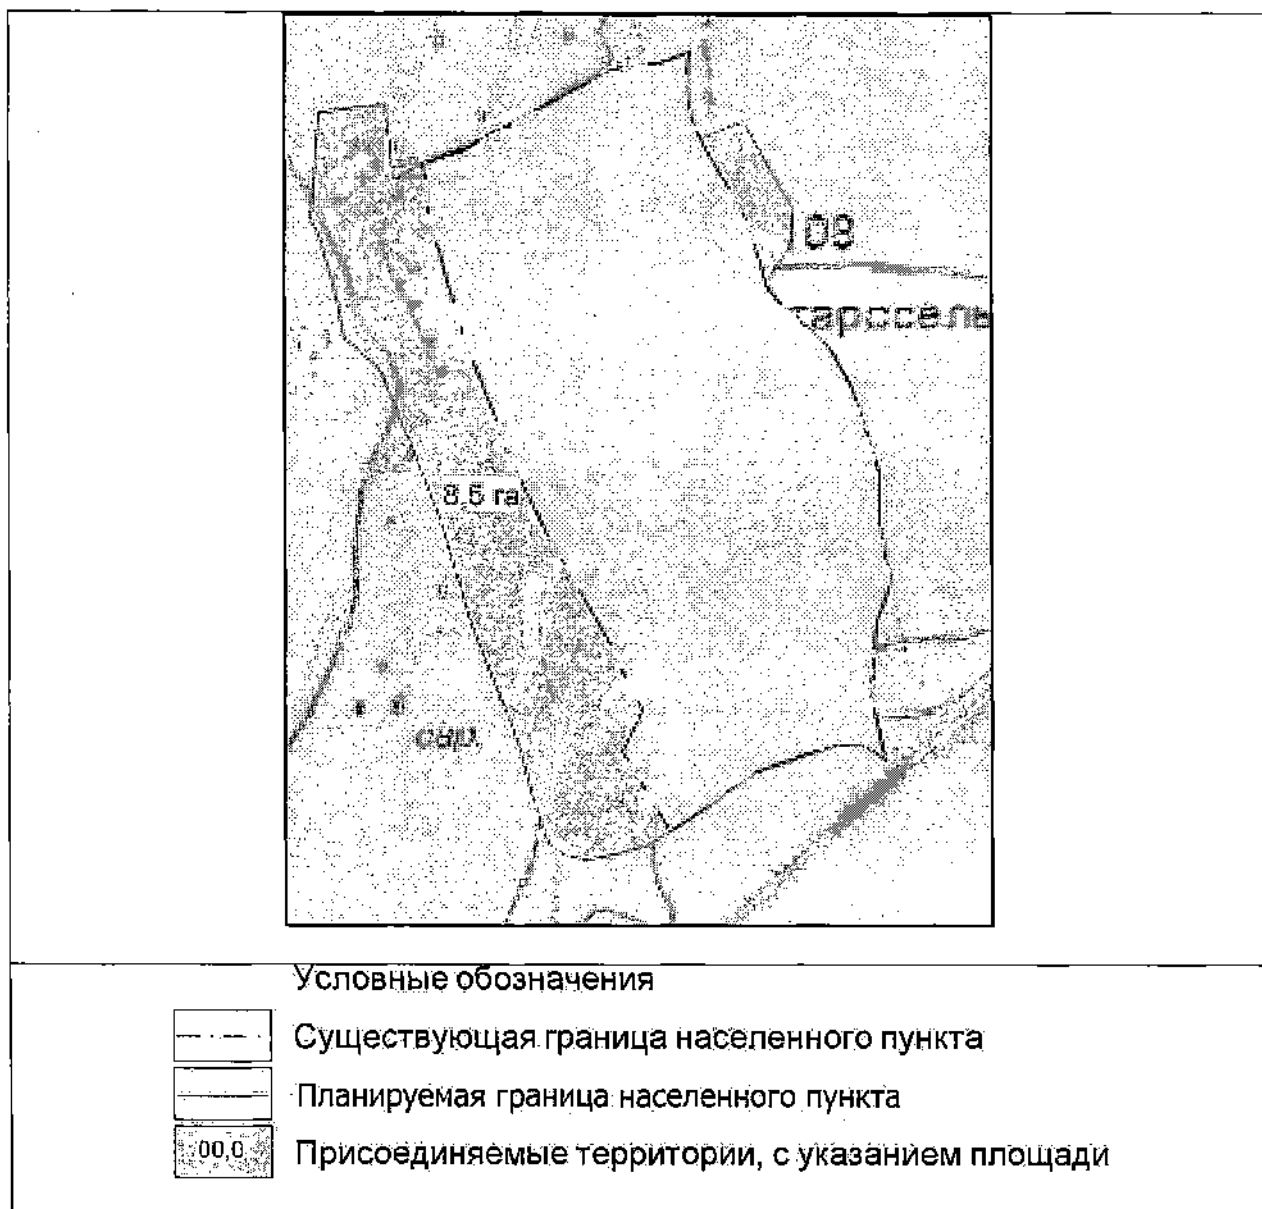 03
8,5 га
Условные обозначения
Существующая граница населенного пункта
Планируемая граница населенного пункта
00,0 Присоединяемые территории, с указанием площади